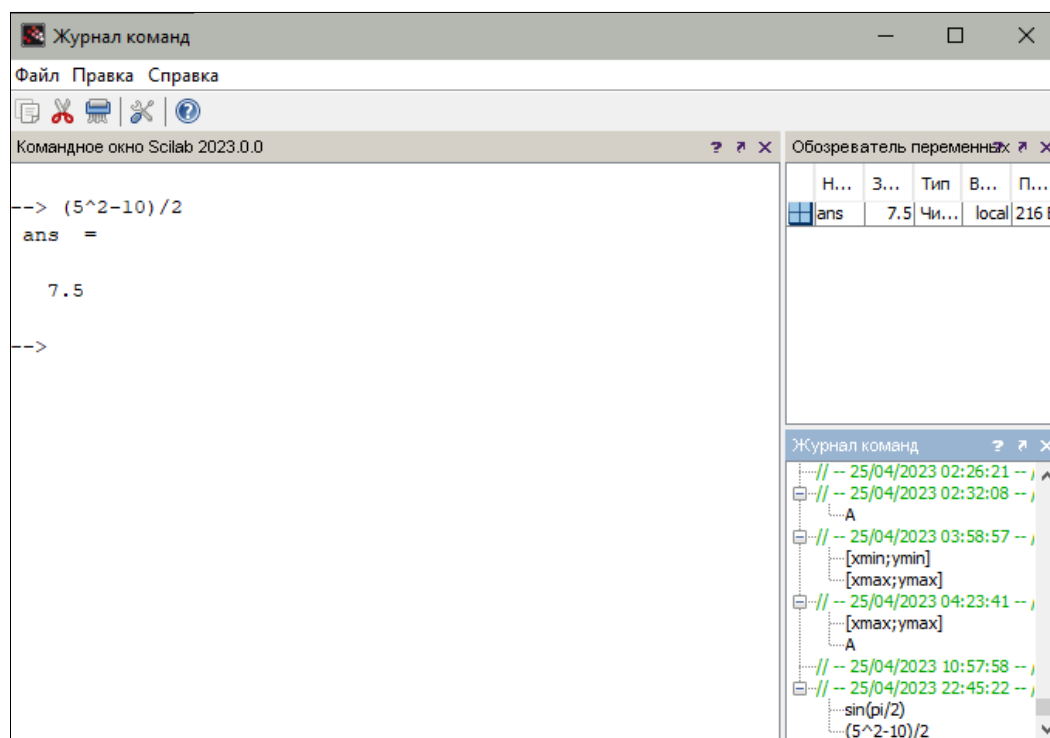 Журнал команд
Файл Правка Справка
Командное окно Scilab 2023.0.0
--> (5^2-10)/2
ans =
7.5
-->
Обозреватель переменных
Н... З... Тип В... П...
ans 7.5 Чи... local 216
Журнал команд
// -- 25/04/2023 02:26:21 -- /
// -- 25/04/2023 02:32:08 -- /
A
// -- 25/04/2023 03:58:57 -- /
[xmin;ymin]
[xmax;ymax]
// -- 25/04/2023 04:23:41 -- /
[xmax;ymax]
A
// -- 25/04/2023 10:57:58 -- /
// -- 25/04/2023 22:45:22 -- /
sin(pi/2)
(5^2-10)/2